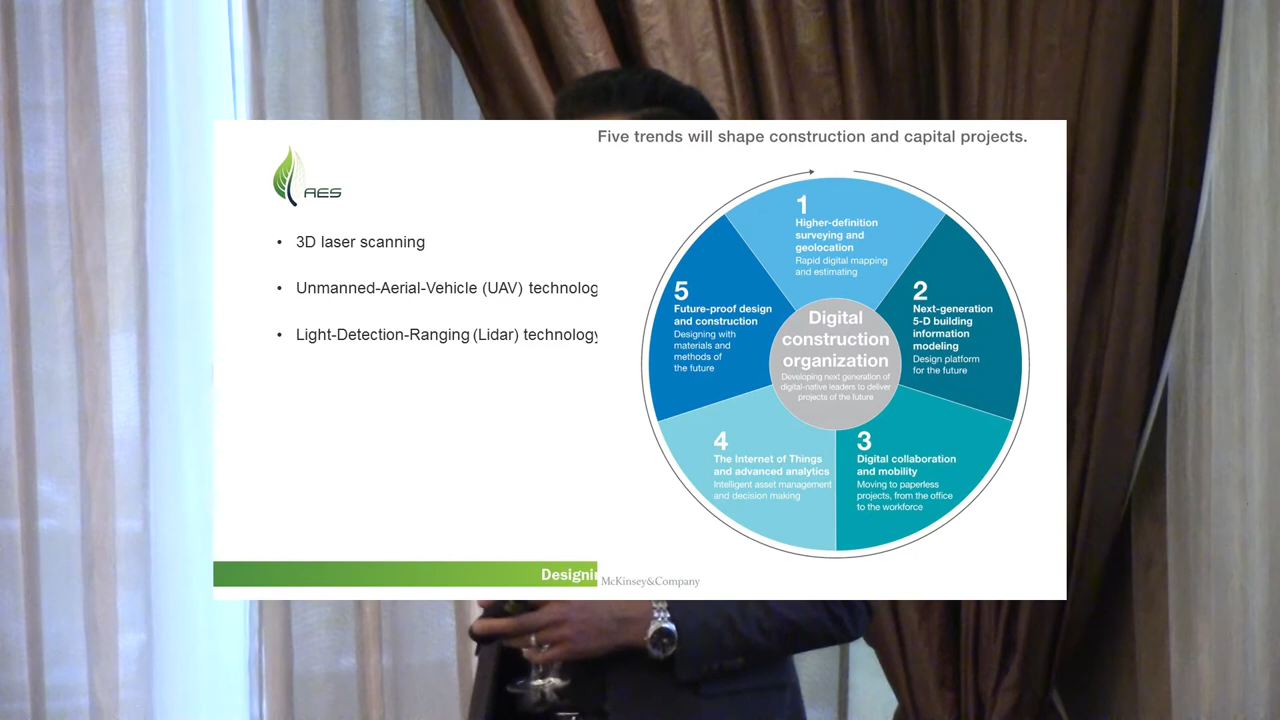 Five trends will shape construction and capital projects.
AES
• 3D laser scanning
• Unmanned-Aerial-Vehicle (UAV) technolog
• Light-Detection-Ranging (Lidar) technology
1
Higher-definition
surveying and
geolocation
Rapid digital mapping
and estimating
2
Next-generation
5-D building
information
modeling
Design platform
for the future
3
Digital collaboration
and mobility
Moving to paperless
projects, from the office
to the workforce
4
The Internet of Things
and advanced analytics
Intelligent asset management
and decision making
5
Future-proof design
and construction
Designing with
materials and
methods of
the future
Digital
construction
organization
Developing next generation of
digital-native leaders to deliver
projects of the future
Designin
McKinsey&Company